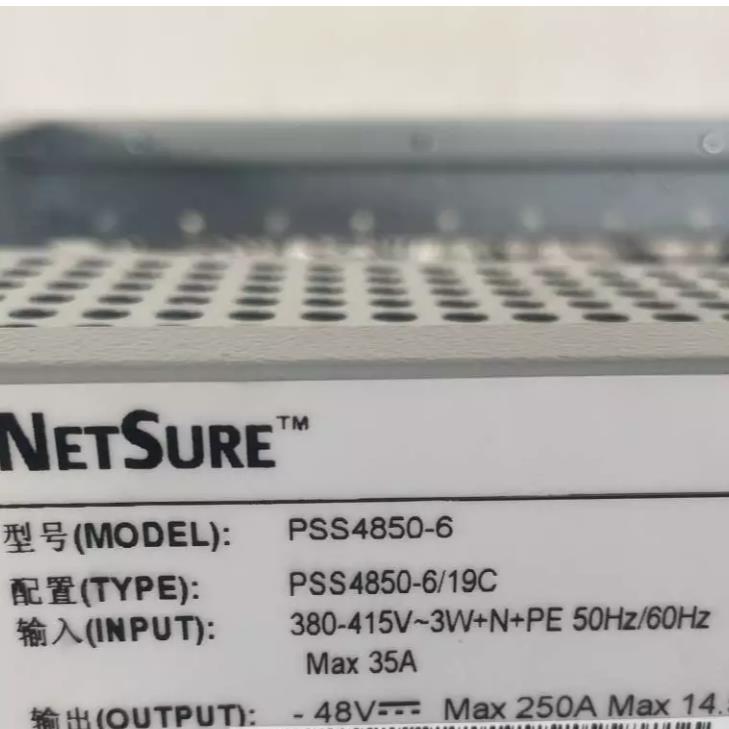 NETSURE™
型号(MODEL): PSS4850-6
配置(TYPE): PSS4850-6/19C
输入(INPUT): 380-415V~3W+N+PE 50Hz/60Hz
Max 35A
输出(OUTPUT): - 48V⎓ Max 250A Max 14.